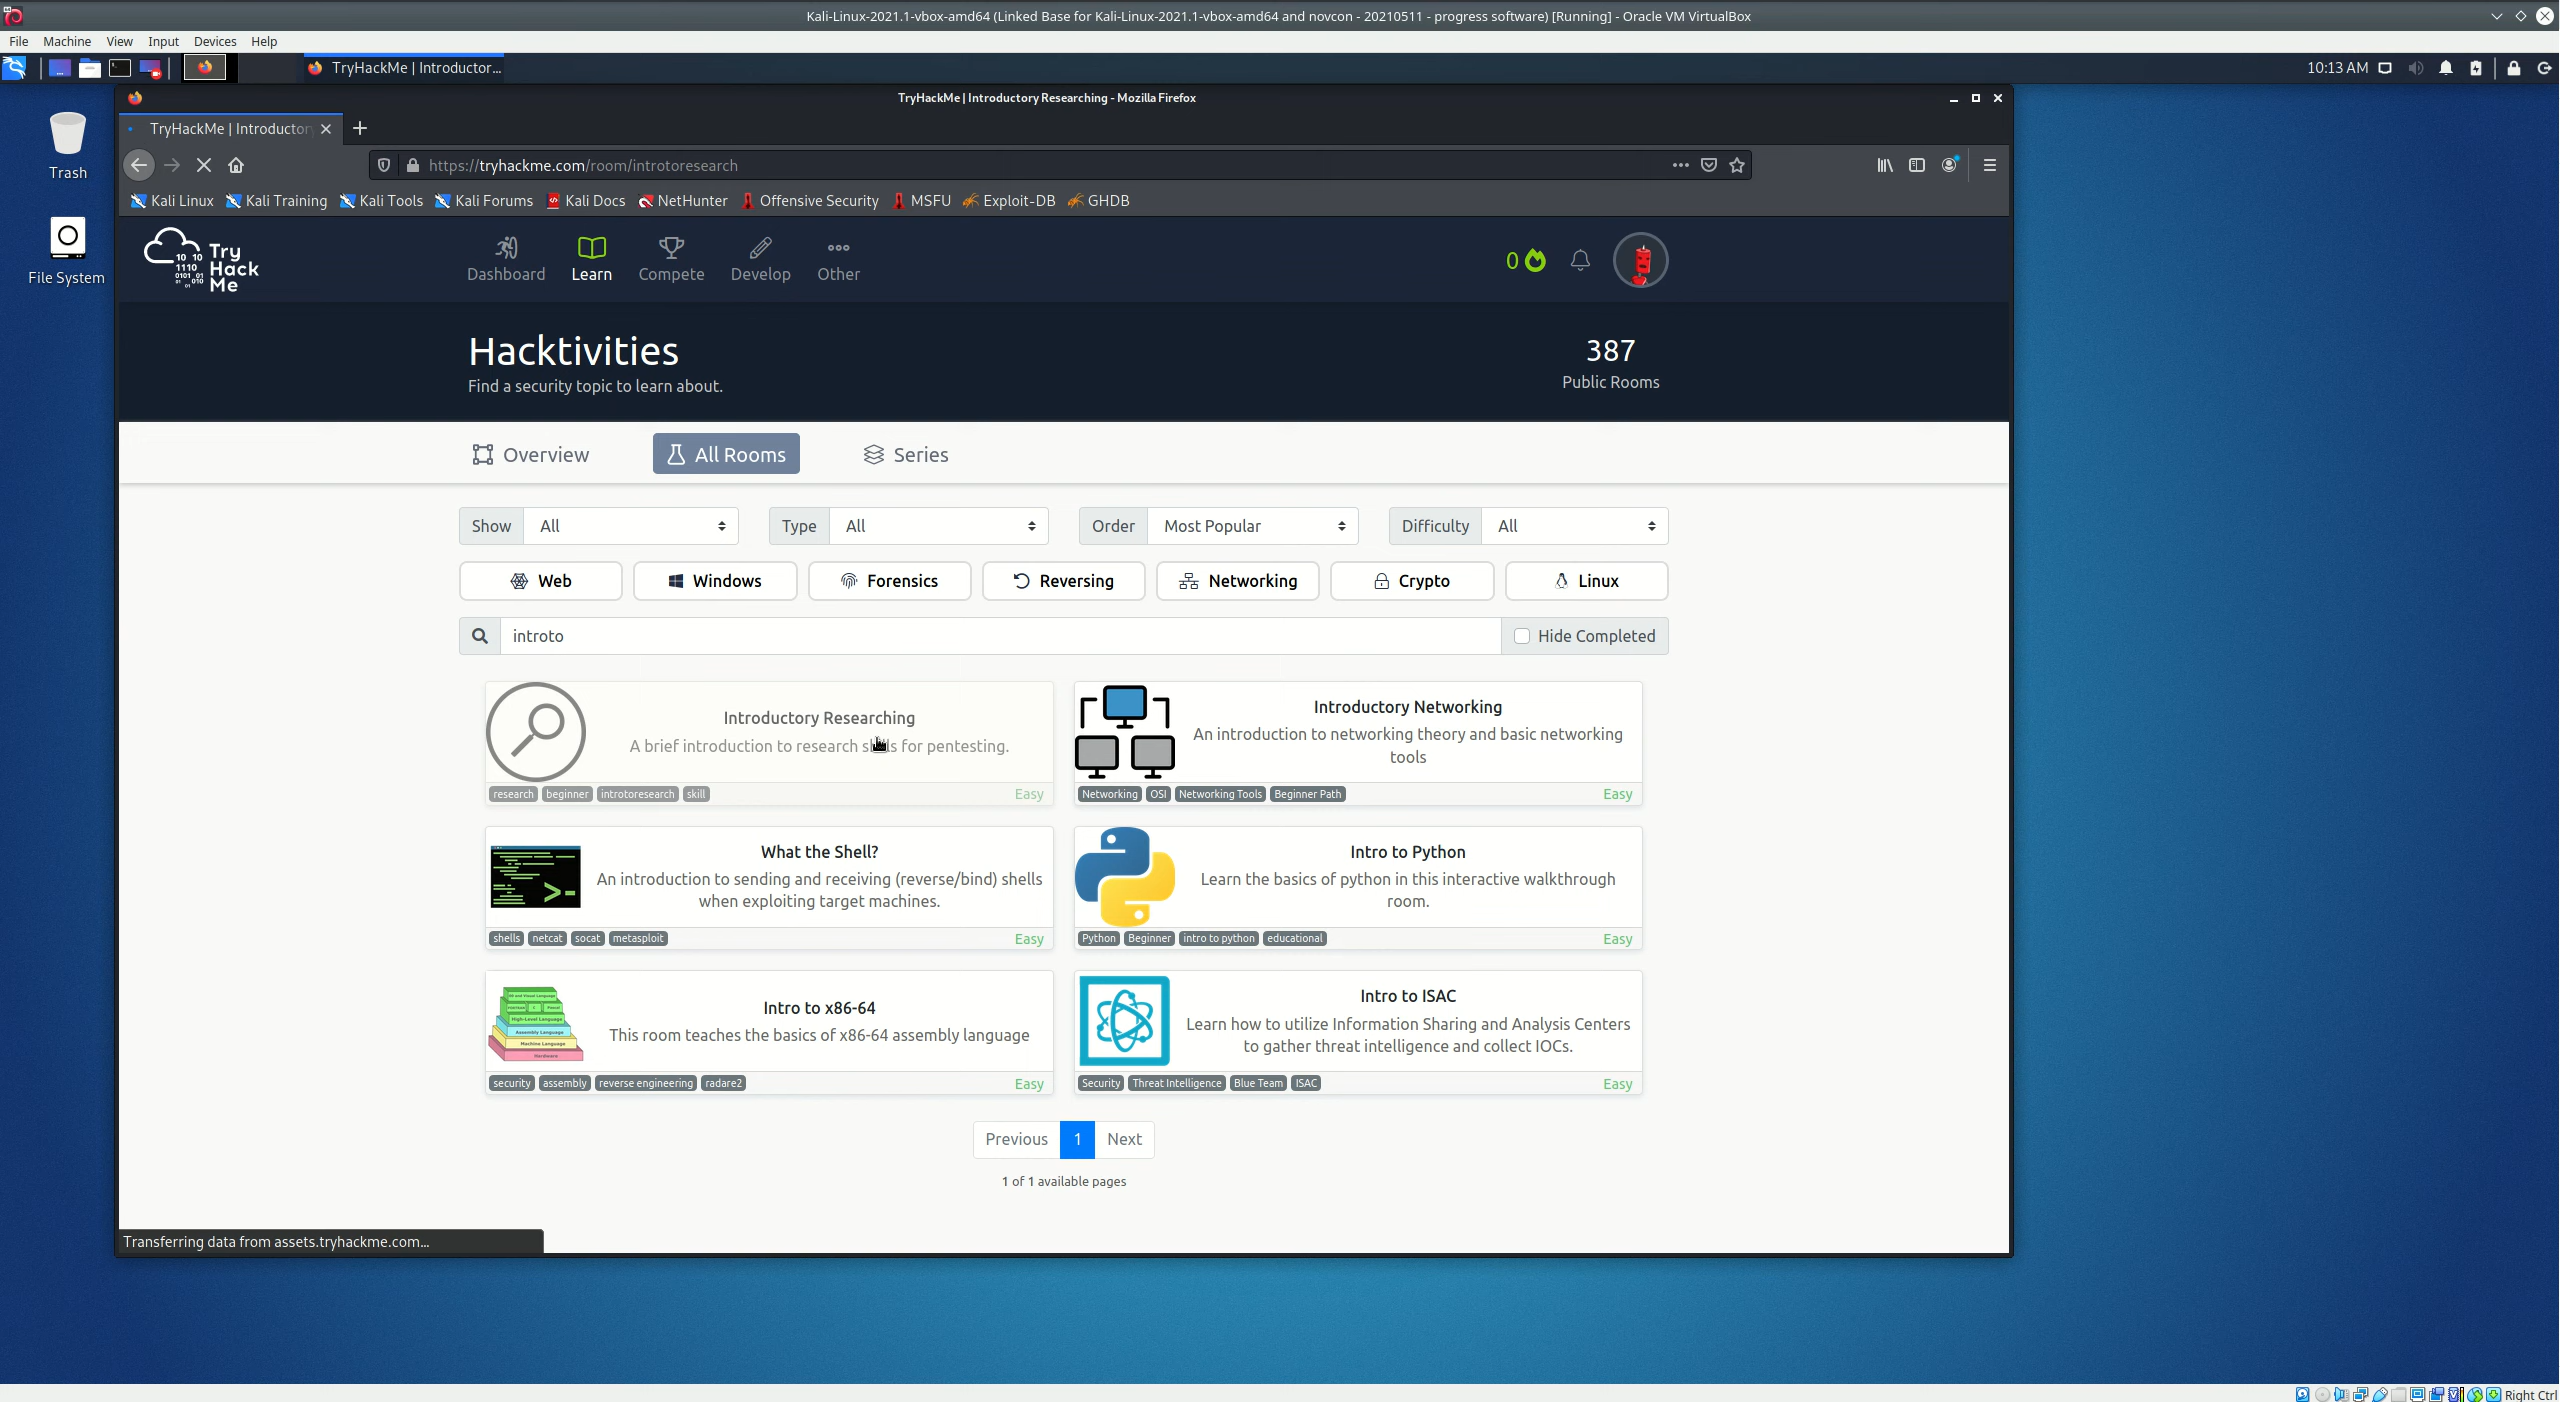 Kali-Linux-2021.1-vbox-amd64 (Linked Base for Kali-Linux-2021.1-vbox-amd64 and novcon - 20210511 - progress software) [Running] - Oracle VM VirtualBox
File Machine View Input Devices Help
TryHackMe | Introductor...
10:13 AM
Trash
File System
TryHackMe | Introductory Researching - Mozilla Firefox
TryHackMe | Introductor
https://tryhackme.com/room/introtoresearch
Kali Linux Kali Training Kali Tools Kali Forums Kali Docs NetHunter Offensive Security MSFU Exploit-DB GHDB
Try
Hack
Me
Dashboard Learn Compete Develop Other
0
Hacktivities
Find a security topic to learn about.
387
Public Rooms
Overview All Rooms Series
Show All Type All Order Most Popular Difficulty All
Web Windows Forensics Reversing Networking Crypto Linux
introto Hide Completed
Introductory Researching
A brief introduction to research skills for pentesting.
research beginner introtoresearch skill Easy
Introductory Networking
An introduction to networking theory and basic networking
tools
Networking OSI Networking Tools Beginner Path Easy
What the Shell?
An introduction to sending and receiving (reverse/bind) shells
when exploiting target machines.
shells netcat socat metasploit Easy
Intro to Python
Learn the basics of python in this interactive walkthrough
room.
Python Beginner intro to python educational Easy
High-Level Language
Assembly Language
Machine Language
Hardware
Intro to x86-64
This room teaches the basics of x86-64 assembly language
security assembly reverse engineering radare2 Easy
Intro to ISAC
Learn how to utilize Information Sharing and Analysis Centers
to gather threat intelligence and collect IOCs.
Security Threat Intelligence Blue Team ISAC Easy
Previous 1 Next
1 of 1 available pages
Transferring data from assets.tryhackme.com...
Right Ctrl